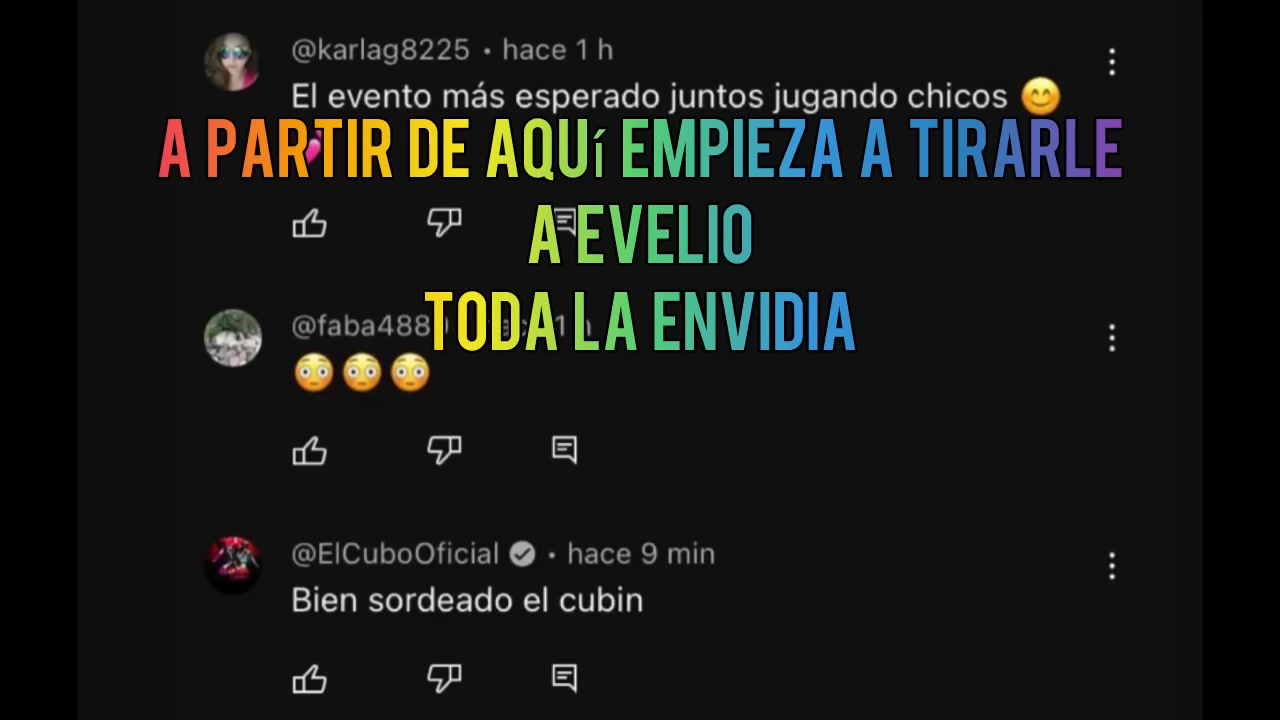 @karlag8225 • hace 1 h
El evento más esperado juntos jugando chicos 😊
A PARTIR DE AQUí EMPIEZA A TIRARLE
A EVELIO
TODA LA ENVIDIA
@faba488
😳😳😳
@ElCuboOficial • hace 9 min
Bien sordeado el cubin